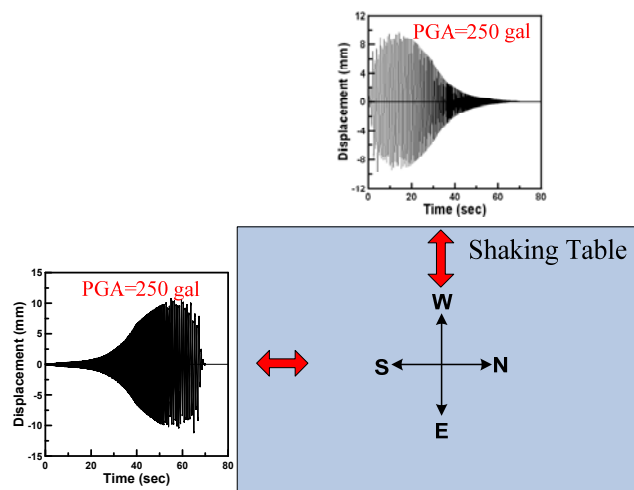 PGA=250 gal
Displacement (mm)
12
8
4
0
-4
-8
-12
0
20
40
60
80
Time (sec)
Shaking Table
W
S
N
E
PGA=250 gal
Displacement (mm)
15
10
5
0
-5
-10
-15
0
20
40
60
80
Time (sec)